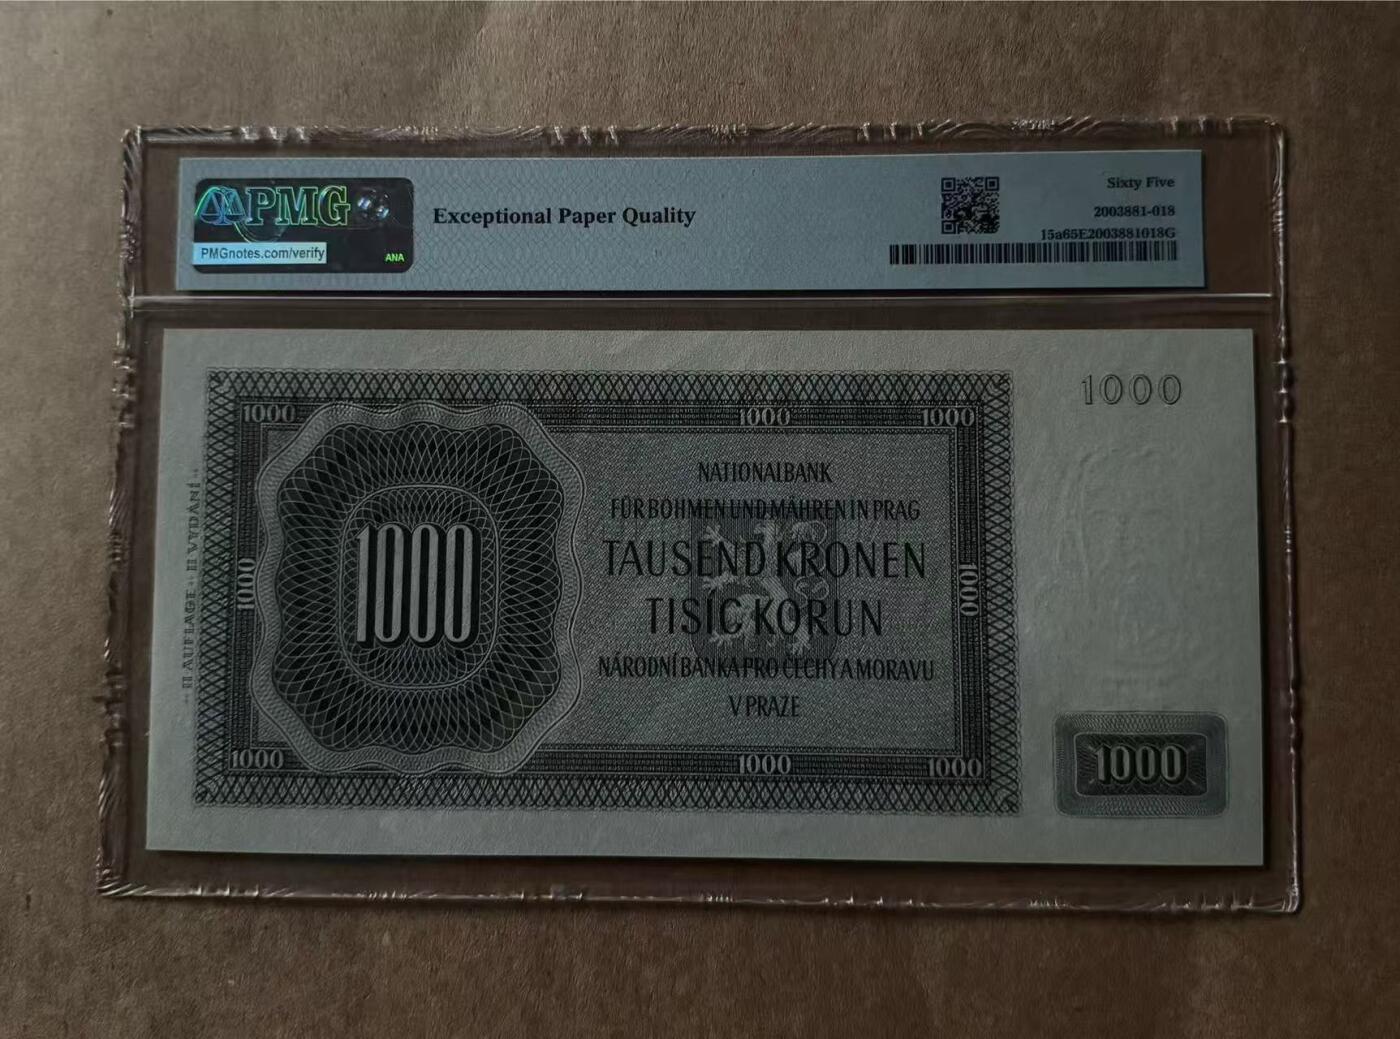 PMG
PMGnotes.com/verify
ANA
Exceptional Paper Quality
Sixty Five
2003881-018
15a65E2003881018G
1000
1000
1000
1000
NATIONALBANK
FÜR BÖHMEN UND MÄHREN IN PRAG
TAUSEND KRONEN
TISÍC KORUN
NÁRODNÍ BANKA PRO ČECHY A MORAVU
V PRAZE
1000
1000
1000
1000
1000
1000
1000
II AUFLAGE * II VYDÁNÍ